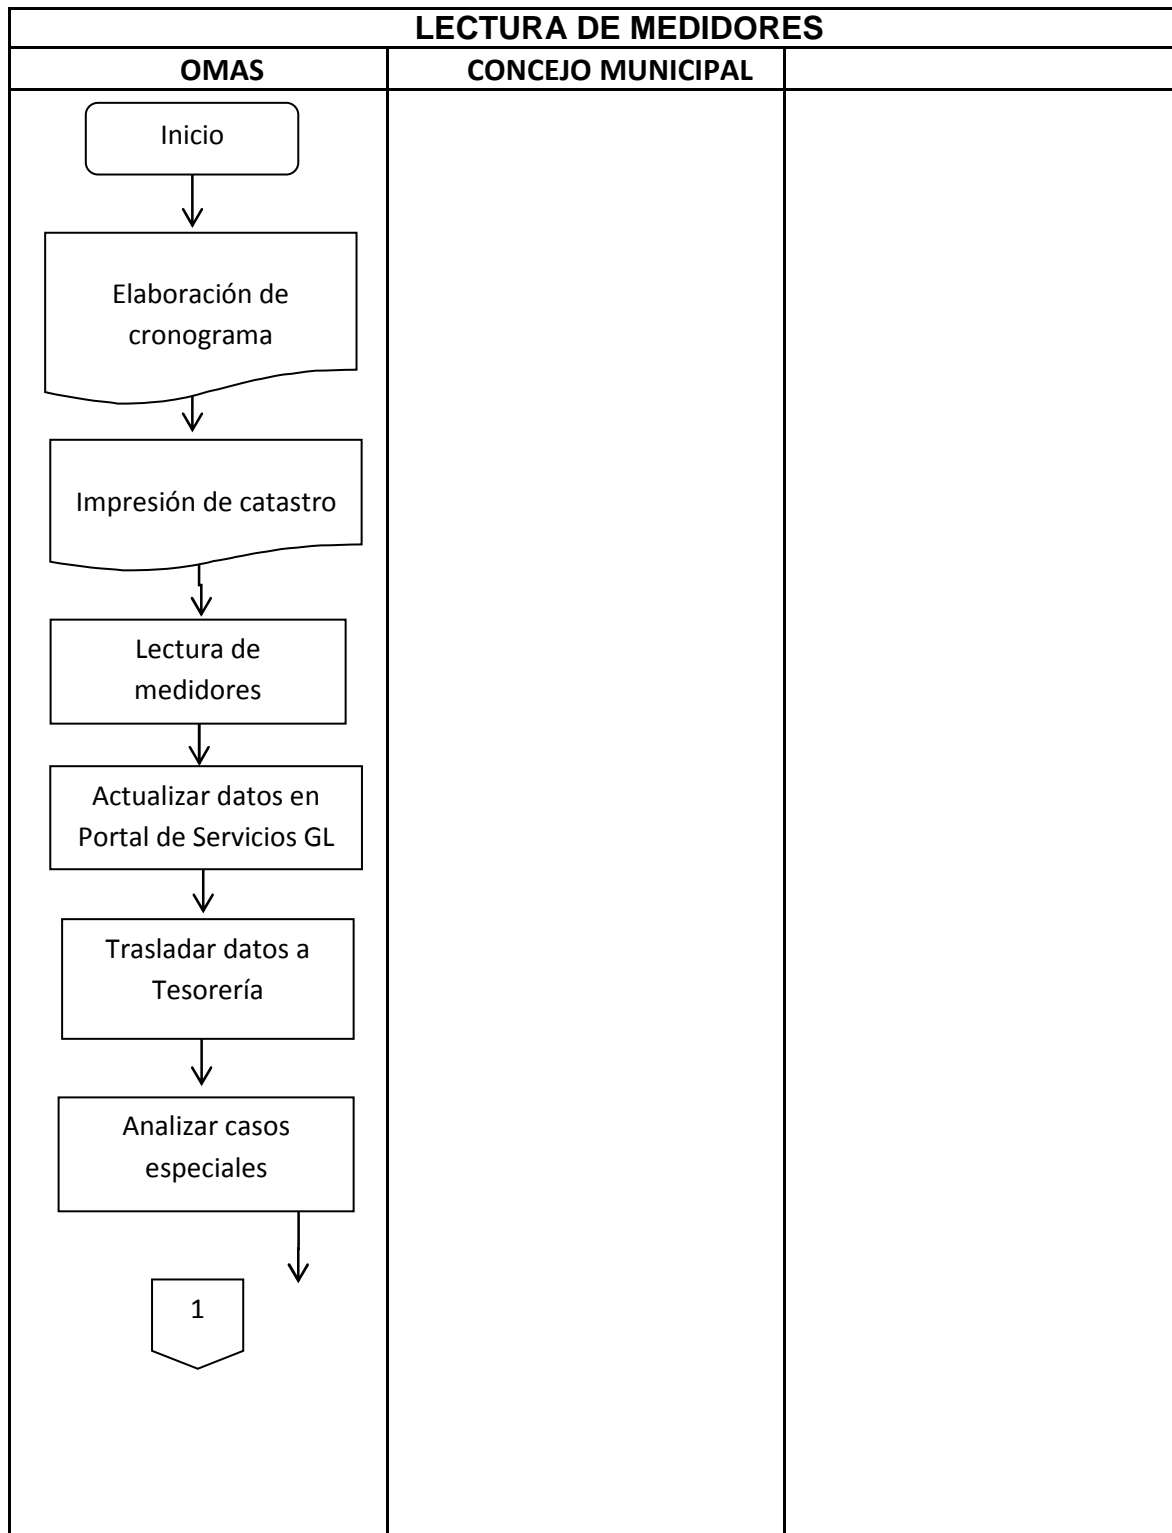 LECTURA DE MEDIDORES
OMAS
CONCEJO MUNICIPAL
Inicio
Elaboración de
cronograma
Impresión de catastro
Lectura de
medidores
Actualizar datos en
Portal de Servicios GL
Trasladar datos a
Tesorería
Analizar casos
especiales
1